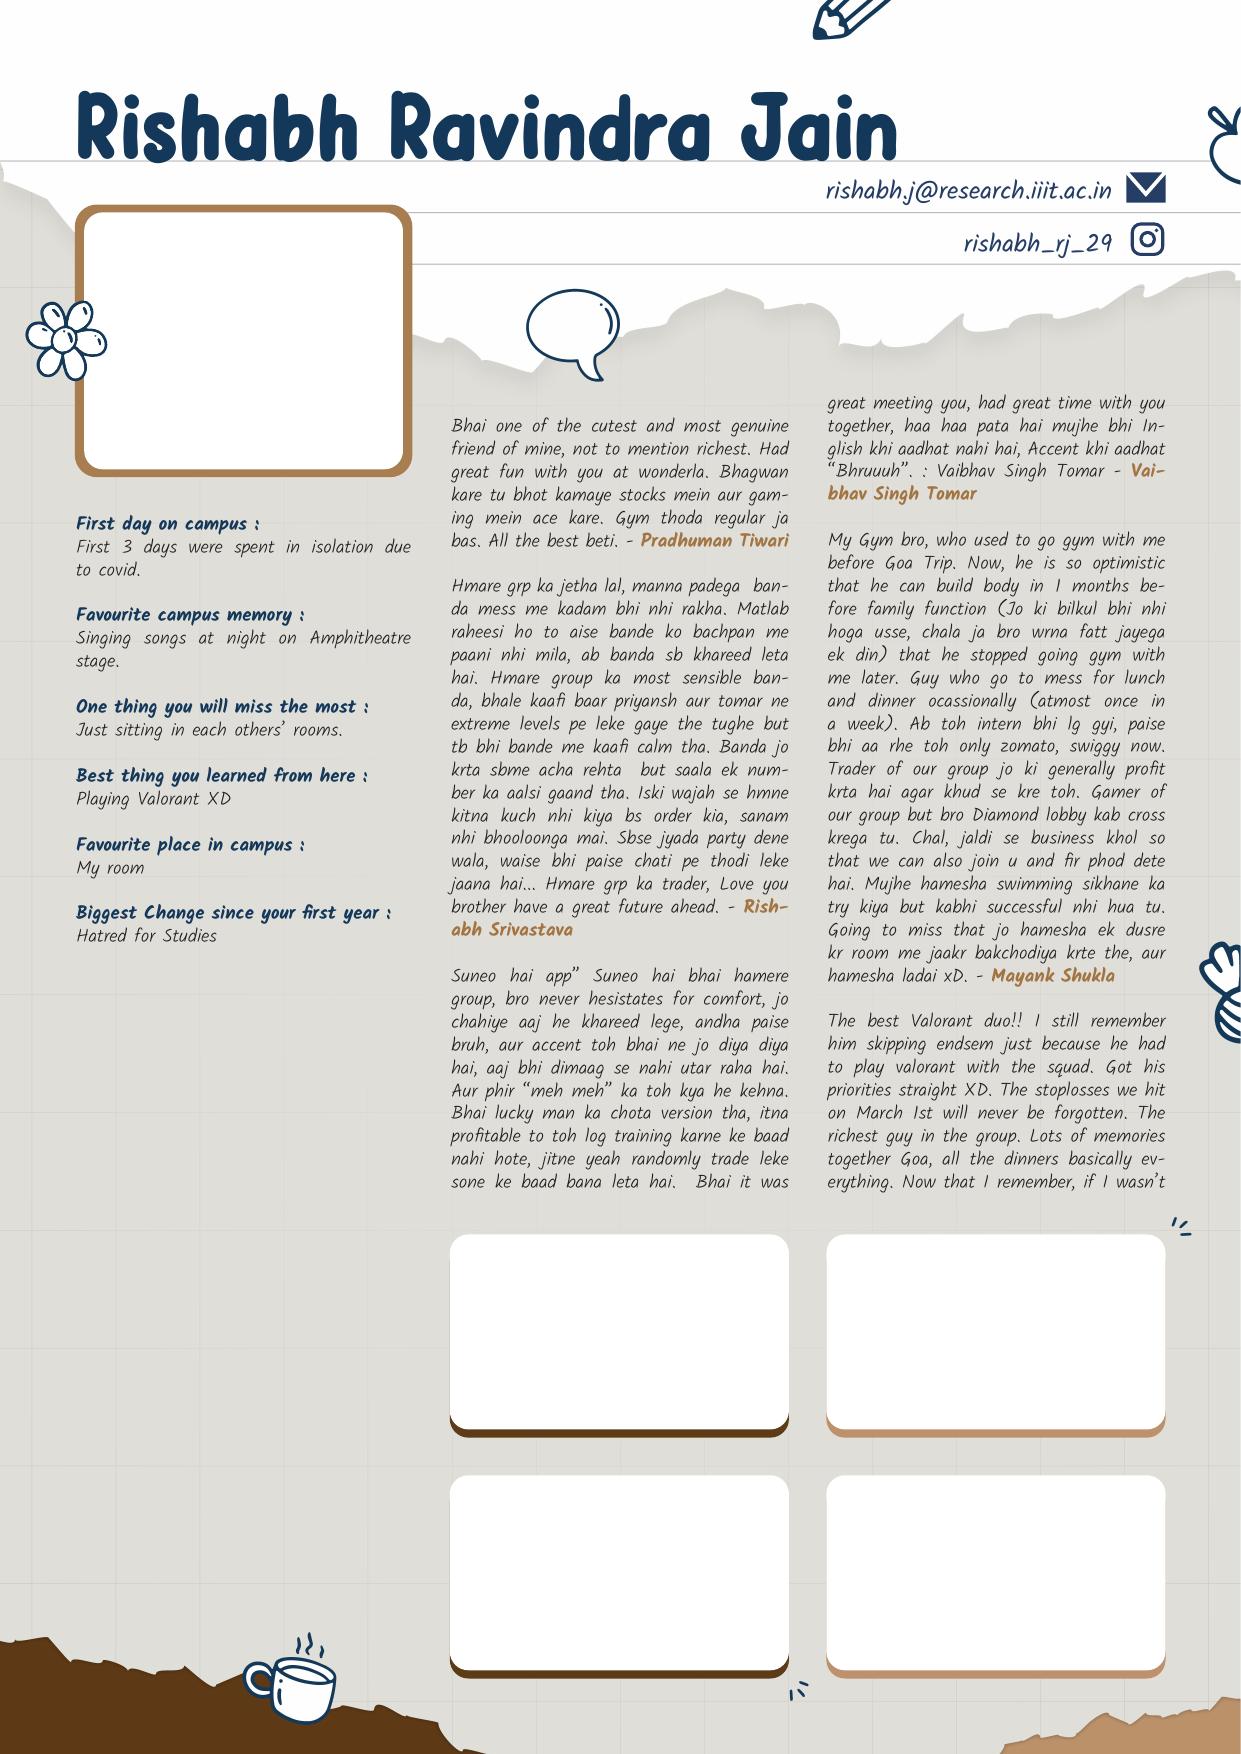 Rishabh Ravindra Jain
rishabh.j@research.iiit.ac.in
rishabh_rj_29
First day on campus :
First 3 days were spent in isolation due
to covid.
Favourite campus memory :
Singing songs at night on Amphitheatre
stage.
One thing you will miss the most :
Just sitting in each others’ rooms.
Best thing you learned from here :
Playing Valorant XD
Favourite place in campus :
My room
Biggest Change since your first year :
Hatred for Studies
Bhai one of the cutest and most genuine
friend of mine, not to mention richest. Had
great fun with you at wonderla. Bhagwan
kare tu bhot kamaye stocks mein aur gam-
ing mein ace kare. Gym thoda regular ja
bas. All the best beti. - Pradhuman Tiwari
Hmare grp ka jetha lal, manna padega ban-
da mess me kadam bhi nhi rakha. Matlab
raheesi ho to aise bande ko bachpan me
paani nhi mila, ab banda sb khareed leta
hai. Hmare group ka most sensible ban-
da, bhale kaafi baar priyansh aur tomar ne
extreme levels pe leke gaye the tughe but
tb bhi bande me kaafi calm tha. Banda jo
krta sbme acha rehta but saala ek num-
ber ka aalsi gaand tha. Iski wajah se hmne
kitna kuch nhi kiya bs order kia, sanam
nhi bhooloonga mai. Sbse jyada party dene
wala, waise bhi paise chati pe thodi leke
jaana hai... Hmare grp ka trader, Love you
brother have a great future ahead. - Rish-
abh Srivastava
Suneo hai app” Suneo hai bhai hamere
group, bro never hesistates for comfort, jo
chahiye aaj he khareed lege, andha paise
bruh, aur accent toh bhai ne jo diya diya
hai, aaj bhi dimaag se nahi utar raha hai.
Aur phir “meh meh” ka toh kya he kehna.
Bhai lucky man ka chota version tha, itna
profitable to toh log training karne ke baad
nahi hote, jitne yeah randomly trade leke
sone ke baad bana leta hai. Bhai it was
great meeting you, had great time with you
together, haa haa pata hai mujhe bhi In-
glish khi aadhat nahi hai, Accent khi aadhat
“Bhruuuh”. : Vaibhav Singh Tomar - Vai-
bhav Singh Tomar
My Gym bro, who used to go gym with me
before Goa Trip. Now, he is so optimistic
that he can build body in 1 months be-
fore family function (Jo ki bilkul bhi nhi
hoga usse, chala ja bro wrna fatt jayega
ek din) that he stopped going gym with
me later. Guy who go to mess for lunch
and dinner ocassionally (atmost once in
a week). Ab toh intern bhi lg gyi, paise
bhi aa rhe toh only zomato, swiggy now.
Trader of our group jo ki generally profit
krta hai agar khud se kre toh. Gamer of
our group but bro Diamond lobby kab cross
krega tu. Chal, jaldi se business khol so
that we can also join u and fir phod dete
hai. Mujhe hamesha swimming sikhane ka
try kiya but kabhi successful nhi hua tu.
Going to miss that jo hamesha ek dusre
kr room me jaakr bakchodiya krte the, aur
hamesha ladai xD. - Mayank Shukla
The best Valorant duo!! I still remember
him skipping endsem just because he had
to play valorant with the squad. Got his
priorities straight XD. The stoplosses we hit
on March 1st will never be forgotten. The
richest guy in the group. Lots of memories
together Goa, all the dinners basically ev-
erything. Now that I remember, if I wasn’t